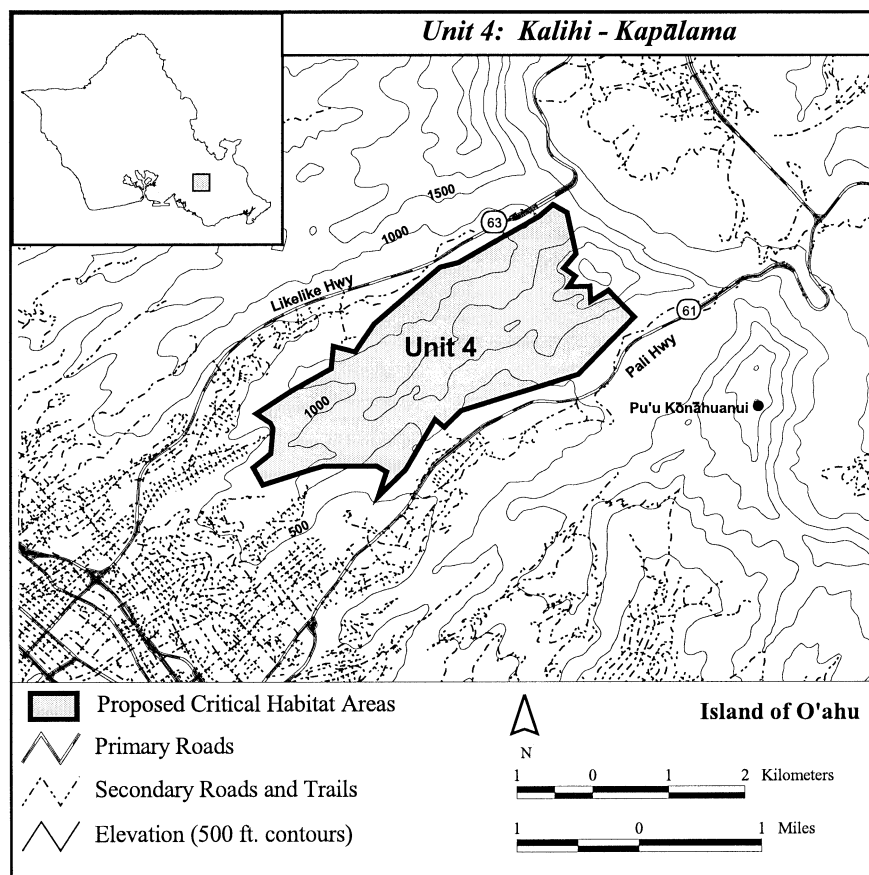 Unit 4: Kalihi - Kapālama
1500
63
1000
Likelike Hwy
61
Unit 4
Pali Hwy
1000
Pu'u Kōnāhuanui
500
Proposed Critical Habitat Areas
Island of O'ahu
Primary Roads
N
Secondary Roads and Trails
1 0 1 2 Kilometers
Elevation (500 ft. contours)
1 0 1 Miles